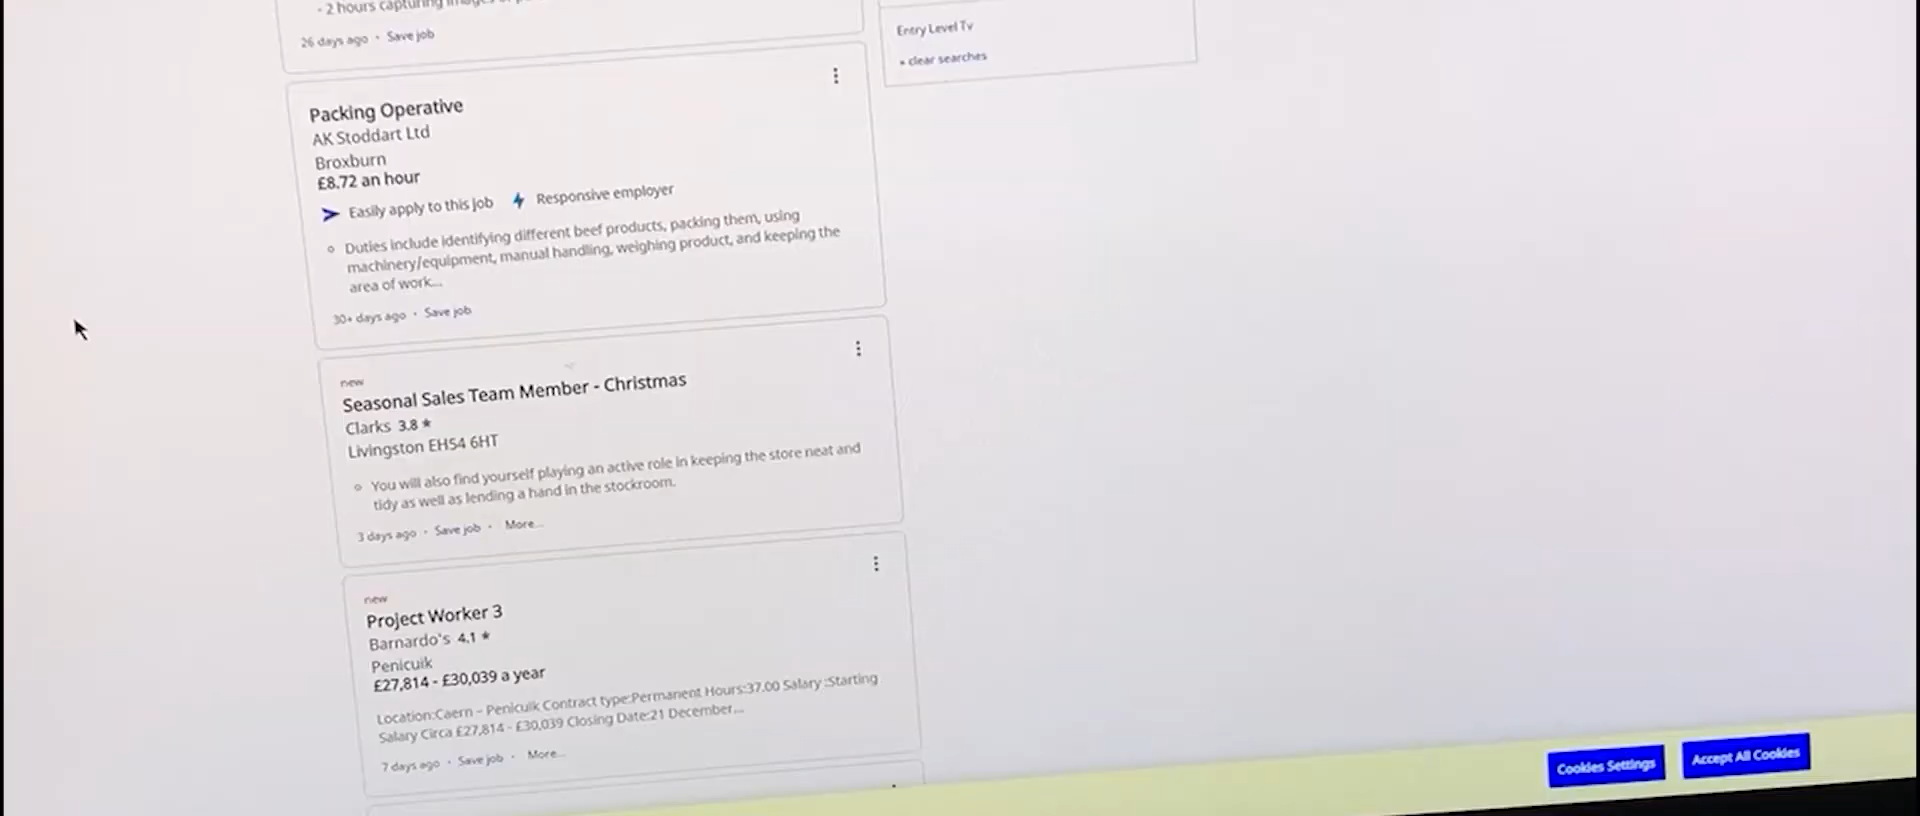 - 2 hours capturing images
26 days ago · Save job
Packing Operative
AK Stoddart Ltd
Broxburn
£8.72 an hour
Easily apply to this job Responsive employer
Duties include identifying different beef products, packing them, using
machinery/equipment, manual handling, weighing product, and keeping the
area of work...
30+ days ago · Save job
new
Seasonal Sales Team Member - Christmas
Clarks 3.8 ★
Livingston EH54 6HT
You will also find yourself playing an active role in keeping the store neat and
tidy as well as lending a hand in the stockroom.
3 days ago · Save job · More...
new
Project Worker 3
Barnardo's 4.1 ★
Penicuik
£27,814 - £30,039 a year
Location:Caern – Penicuik Contract type:Permanent Hours:37.00 Salary :Starting
Salary Circa £27,814 - £30,039 Closing Date:21 December...
7 days ago · Save job · More...
Entry Level Tv
» clear searches
Cookies Settings
Accept All Cookies